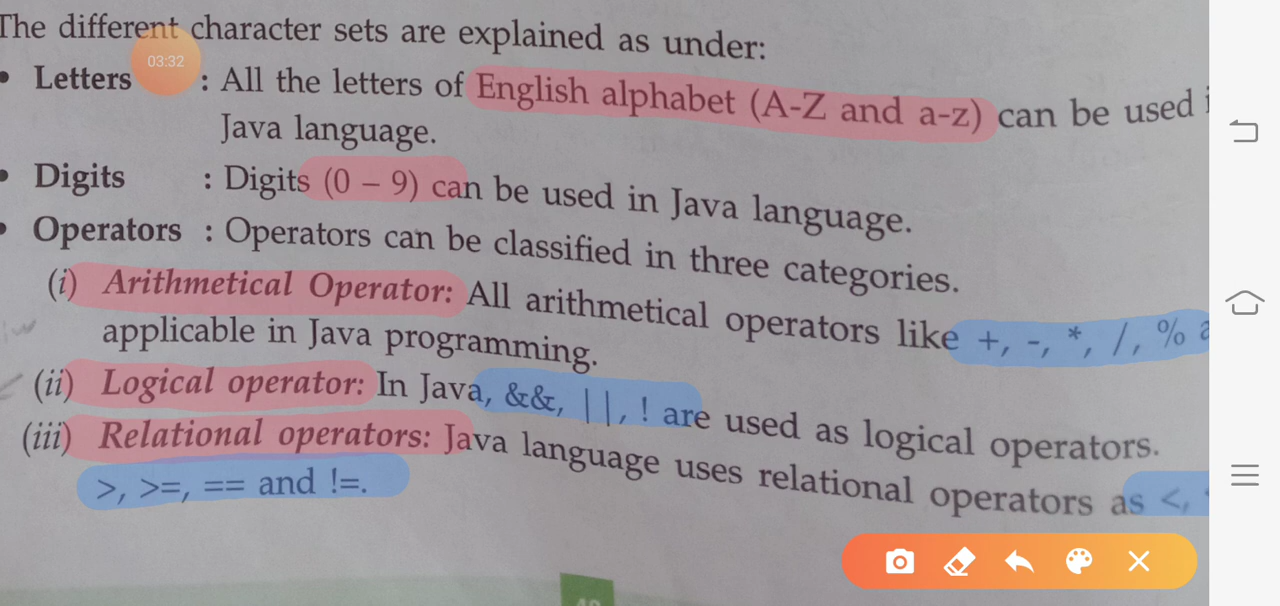 The different character sets are explained as under:
03:32
• Letters : All the letters of English alphabet (A-Z and a-z) can be used
Java language.
• Digits : Digits (0 – 9) can be used in Java language.
• Operators : Operators can be classified in three categories.
(i) Arithmetical Operator: All arithmetical operators like +, -, *, /, %
applicable in Java programming.
(ii) Logical operator: In Java, &&, ||, ! are used as logical operators.
(iii) Relational operators: Java language uses relational operators as <,
>, >=, == and !=.